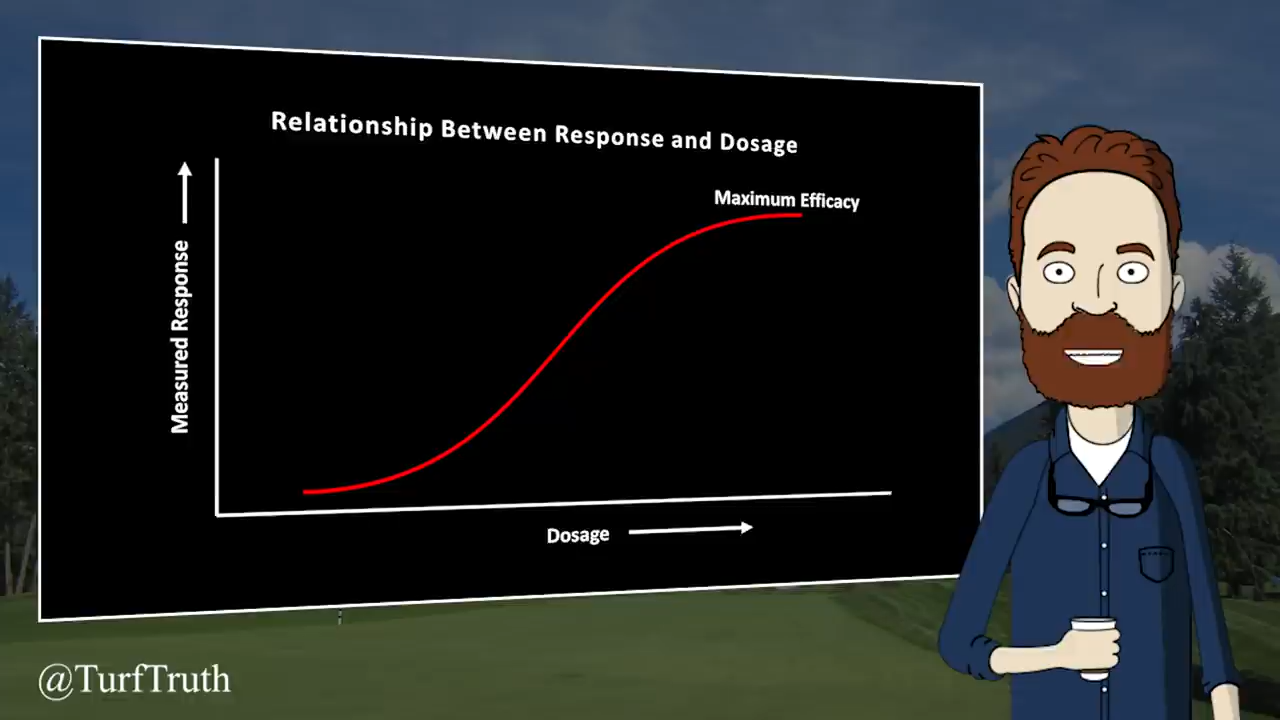 Relationship Between Response and Dosage
Maximum Efficacy
Measured Response
Dosage
@TurfTruth